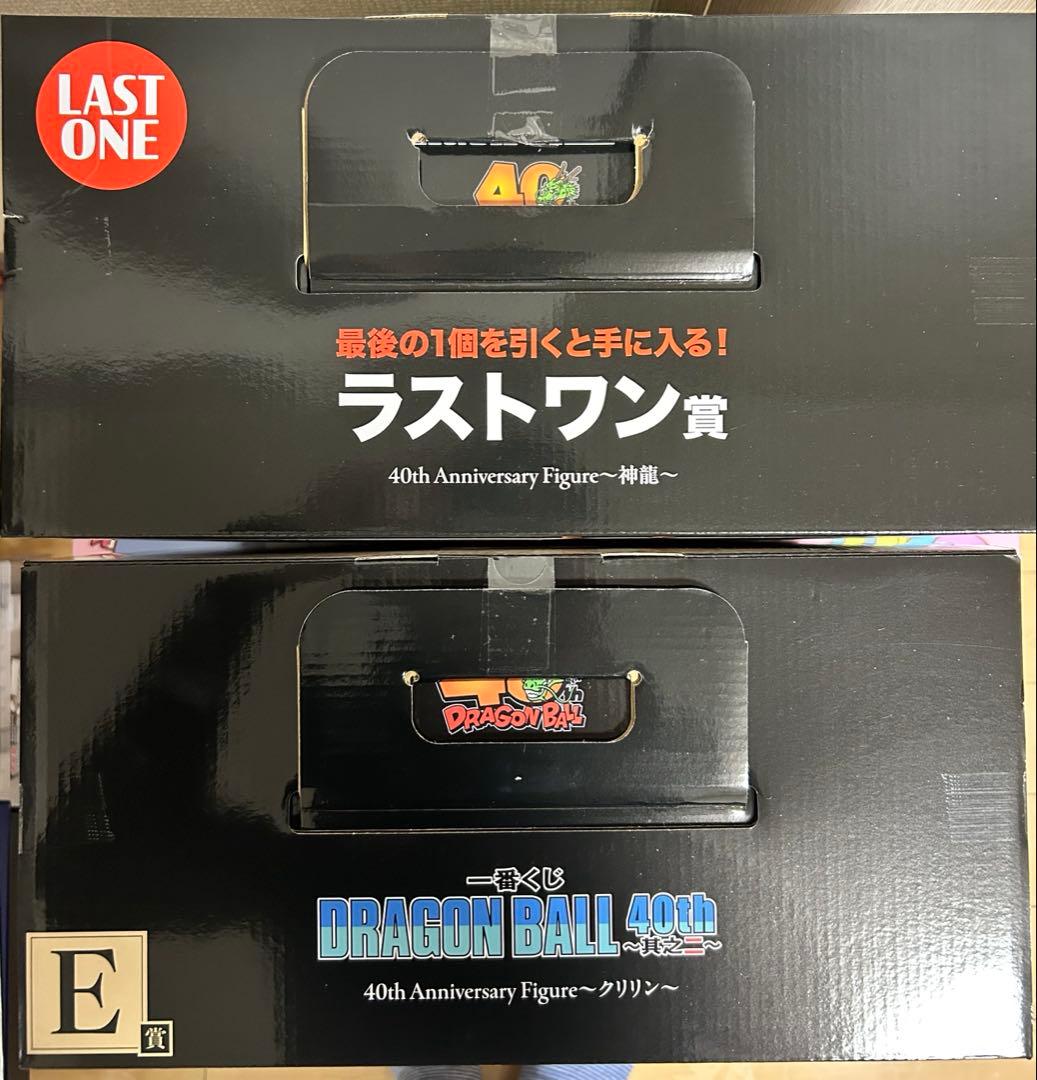 LAST
ONE
40
最後の1個を引くと手に入る!
ラストワン賞
40th Anniversary Figure〜神龍〜
40th
DRAGON BALL
一番くじ
DRAGON BALL 40th
〜其之二〜
40th Anniversary Figure〜クリリン〜
E賞